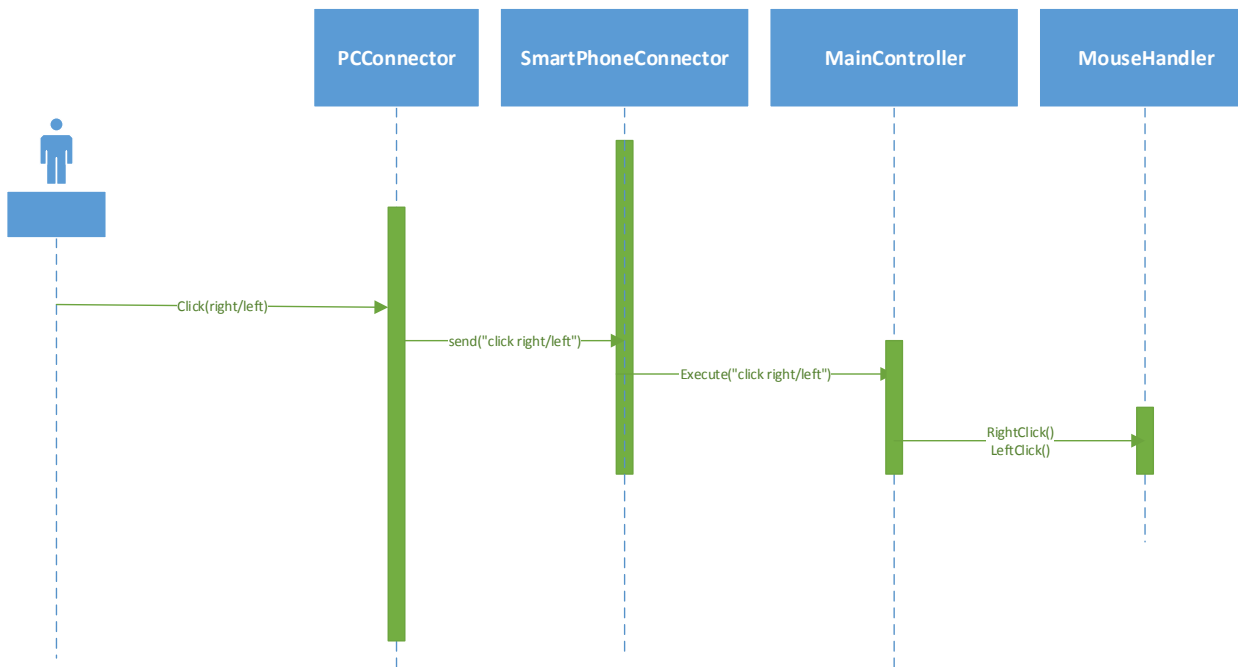 PCConnector
SmartPhoneConnector
MainController
MouseHandler
Click(right/left)
send("click right/left")
Execute("click right/left")
RightClick()
LeftClick()